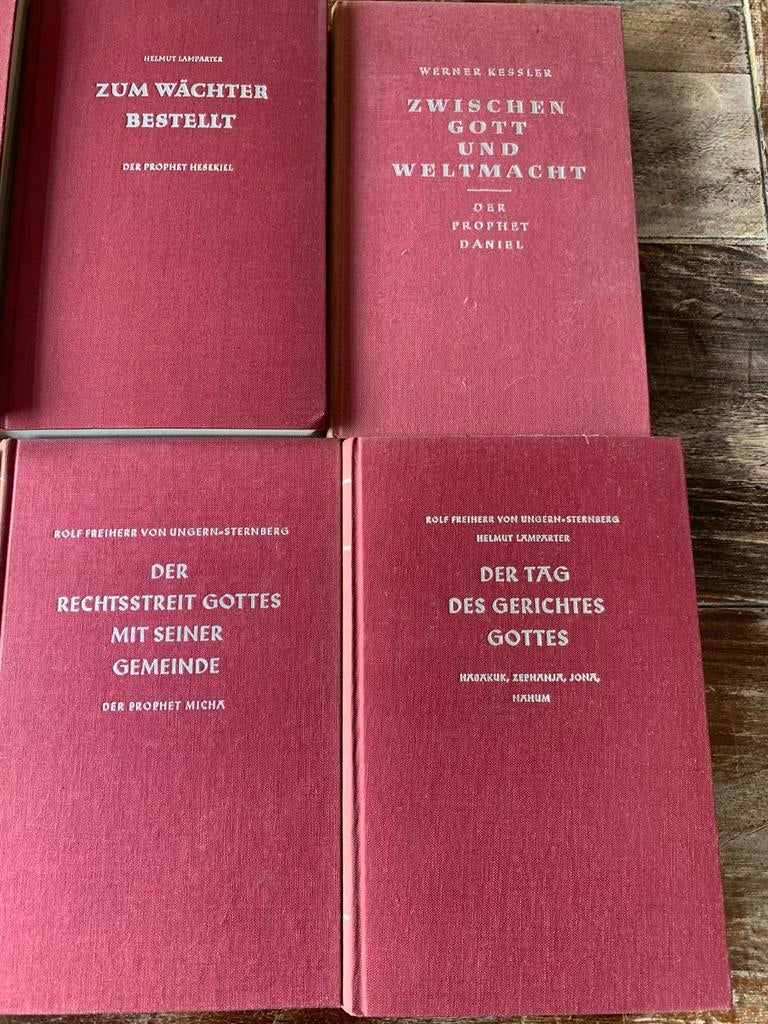 HELMUT LAMPARTER
ZUM WÄCHTER
BESTELLT
DER PROPHET HESEKIEL
WERNER KESSLER
ZWISCHEN
GOTT
UND
WELTMACHT
DER
PROPHET
DANIEL
ROLF FREIHERR VON UNGERN-STERNBERG
DER
RECHTSSTREIT GOTTES
MIT SEINER
GEMEINDE
DER PROPHET MICHA
ROLF FREIHERR VON UNGERN-STERNBERG
HELMUT LAMPARTER
DER TAG
DES GERICHTES
GOTTES
HABAKUK, ZEPHANJA, JONA,
NAHUM